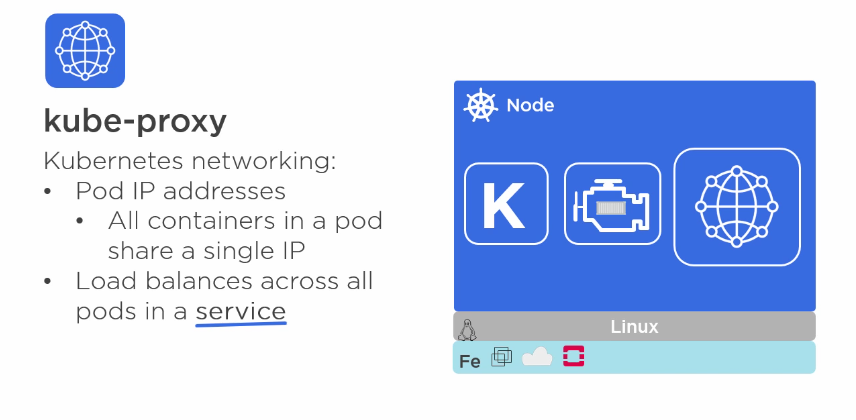 kube-proxy
Kubernetes networking:
• Pod IP addresses
• All containers in a pod
share a single IP
• Load balances across all
pods in a service
Node
K
Linux
Fe